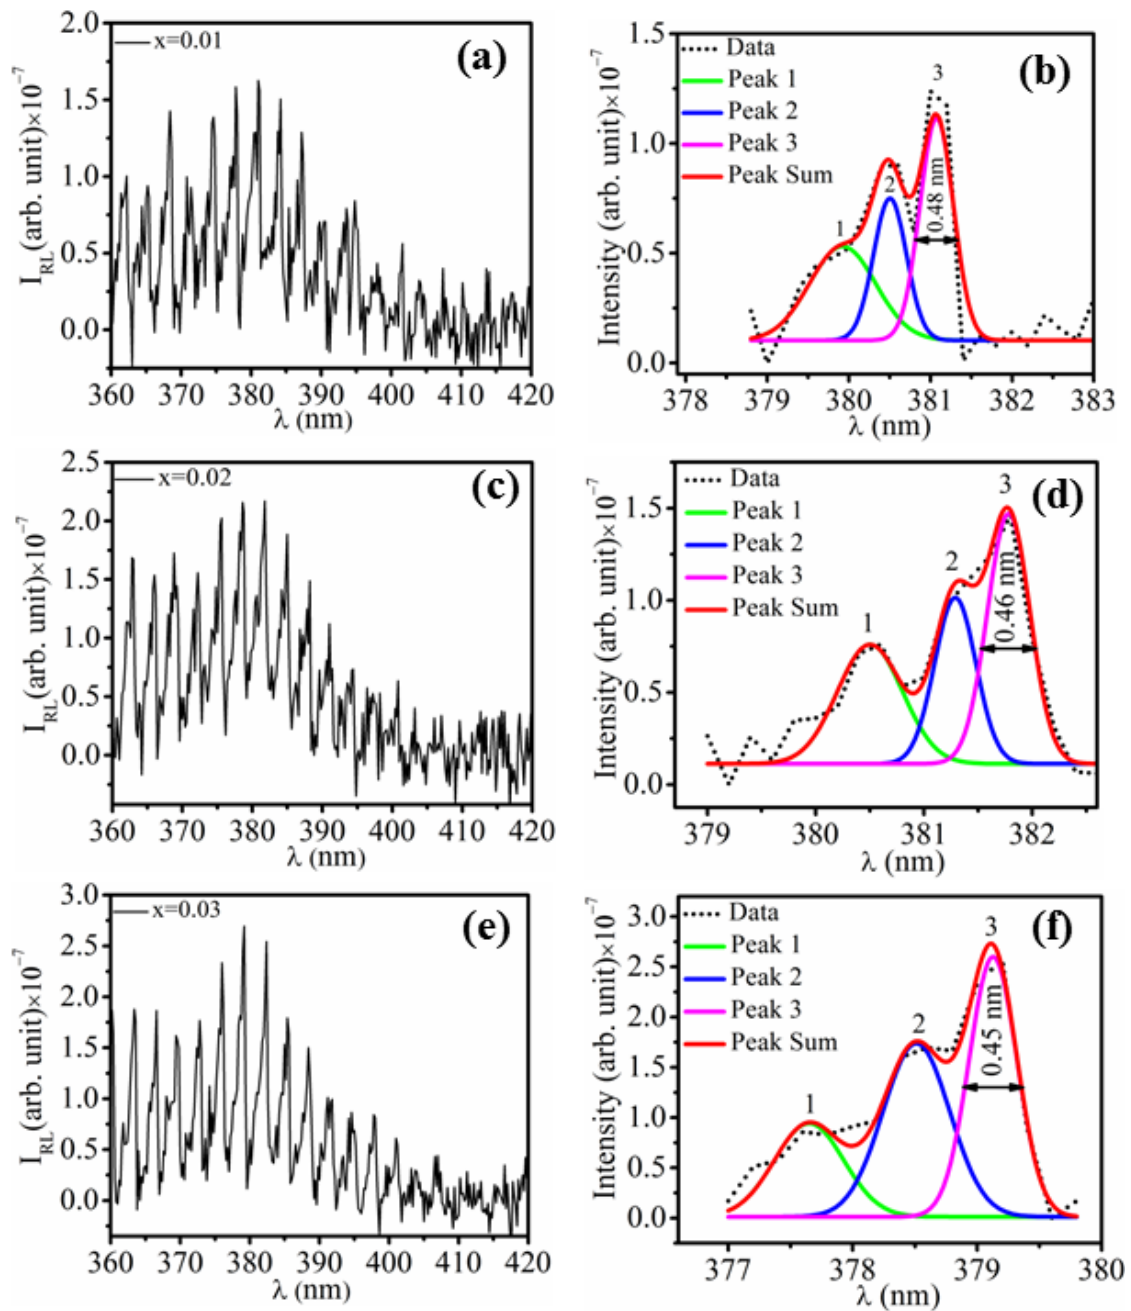 x=0.01
(a)
I_RL(arb. unit)×10⁻⁷
2.0
1.5
1.0
0.5
0.0
360 370 380 390 400 410 420
λ (nm)
Data
Peak 1
Peak 2
Peak 3
Peak Sum
(b)
Intensity (arb. unit)×10⁻⁷
1.5
1.0
0.5
0.0
1
2
3
0.48 nm
378 379 380 381 382 383
λ (nm)
x=0.02
(c)
I_RL(arb. unit)×10⁻⁷
2.5
2.0
1.5
1.0
0.5
0.0
360 370 380 390 400 410 420
λ (nm)
Data
Peak 1
Peak 2
Peak 3
Peak Sum
(d)
Intensity (arb. unit)×10⁻⁷
1.5
1.0
0.5
0.0
1
2
3
0.46 nm
379 380 381 382
λ (nm)
x=0.03
(e)
I_RL(arb. unit)×10⁻⁷
3.0
2.5
2.0
1.5
1.0
0.5
0.0
360 370 380 390 400 410 420
λ (nm)
Data
Peak 1
Peak 2
Peak 3
Peak Sum
(f)
Intensity (arb. unit)×10⁻⁷
3.0
2.5
2.0
1.5
1.0
0.5
0.0
1
2
3
0.45 nm
377 378 379 380
λ (nm)